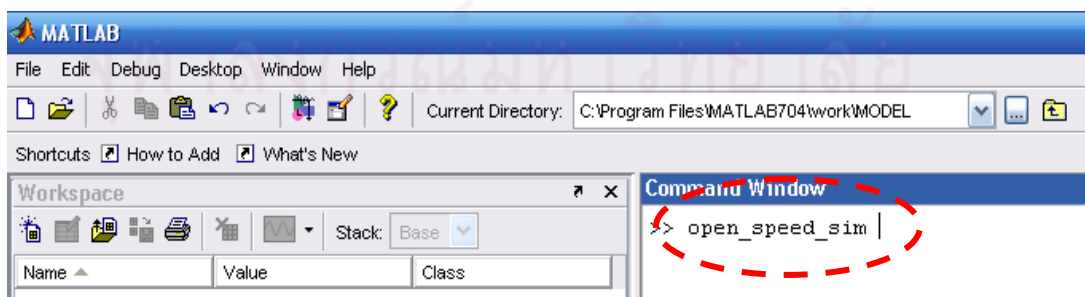 MATLAB
File Edit Debug Desktop Window Help
Current Directory: C:\Program Files\MATLAB704\work\MODEL
Shortcuts How to Add What's New
Workspace
Stack: Base
Name Value Class
Command Window
>> open_speed_sim